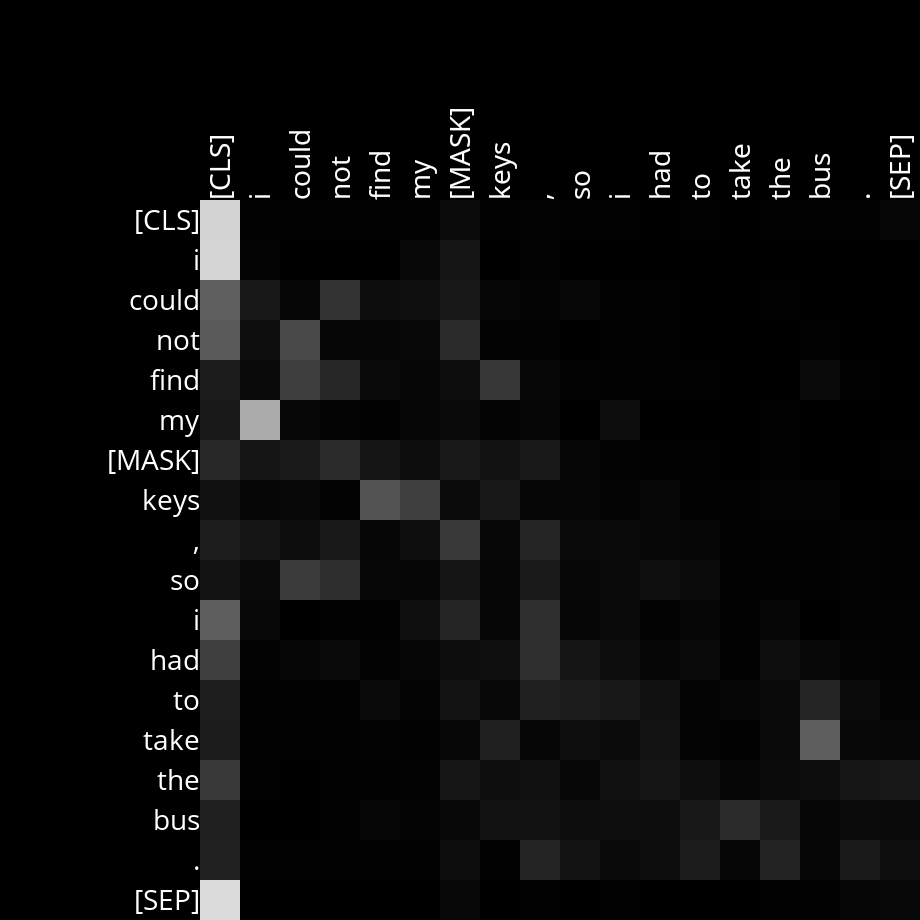 [CLS] i could not find my [MASK] keys , so i had to take the bus . [SEP]
[CLS]
i
could
not
find
my
[MASK]
keys
,
so
i
had
to
take
the
bus
.
[SEP]